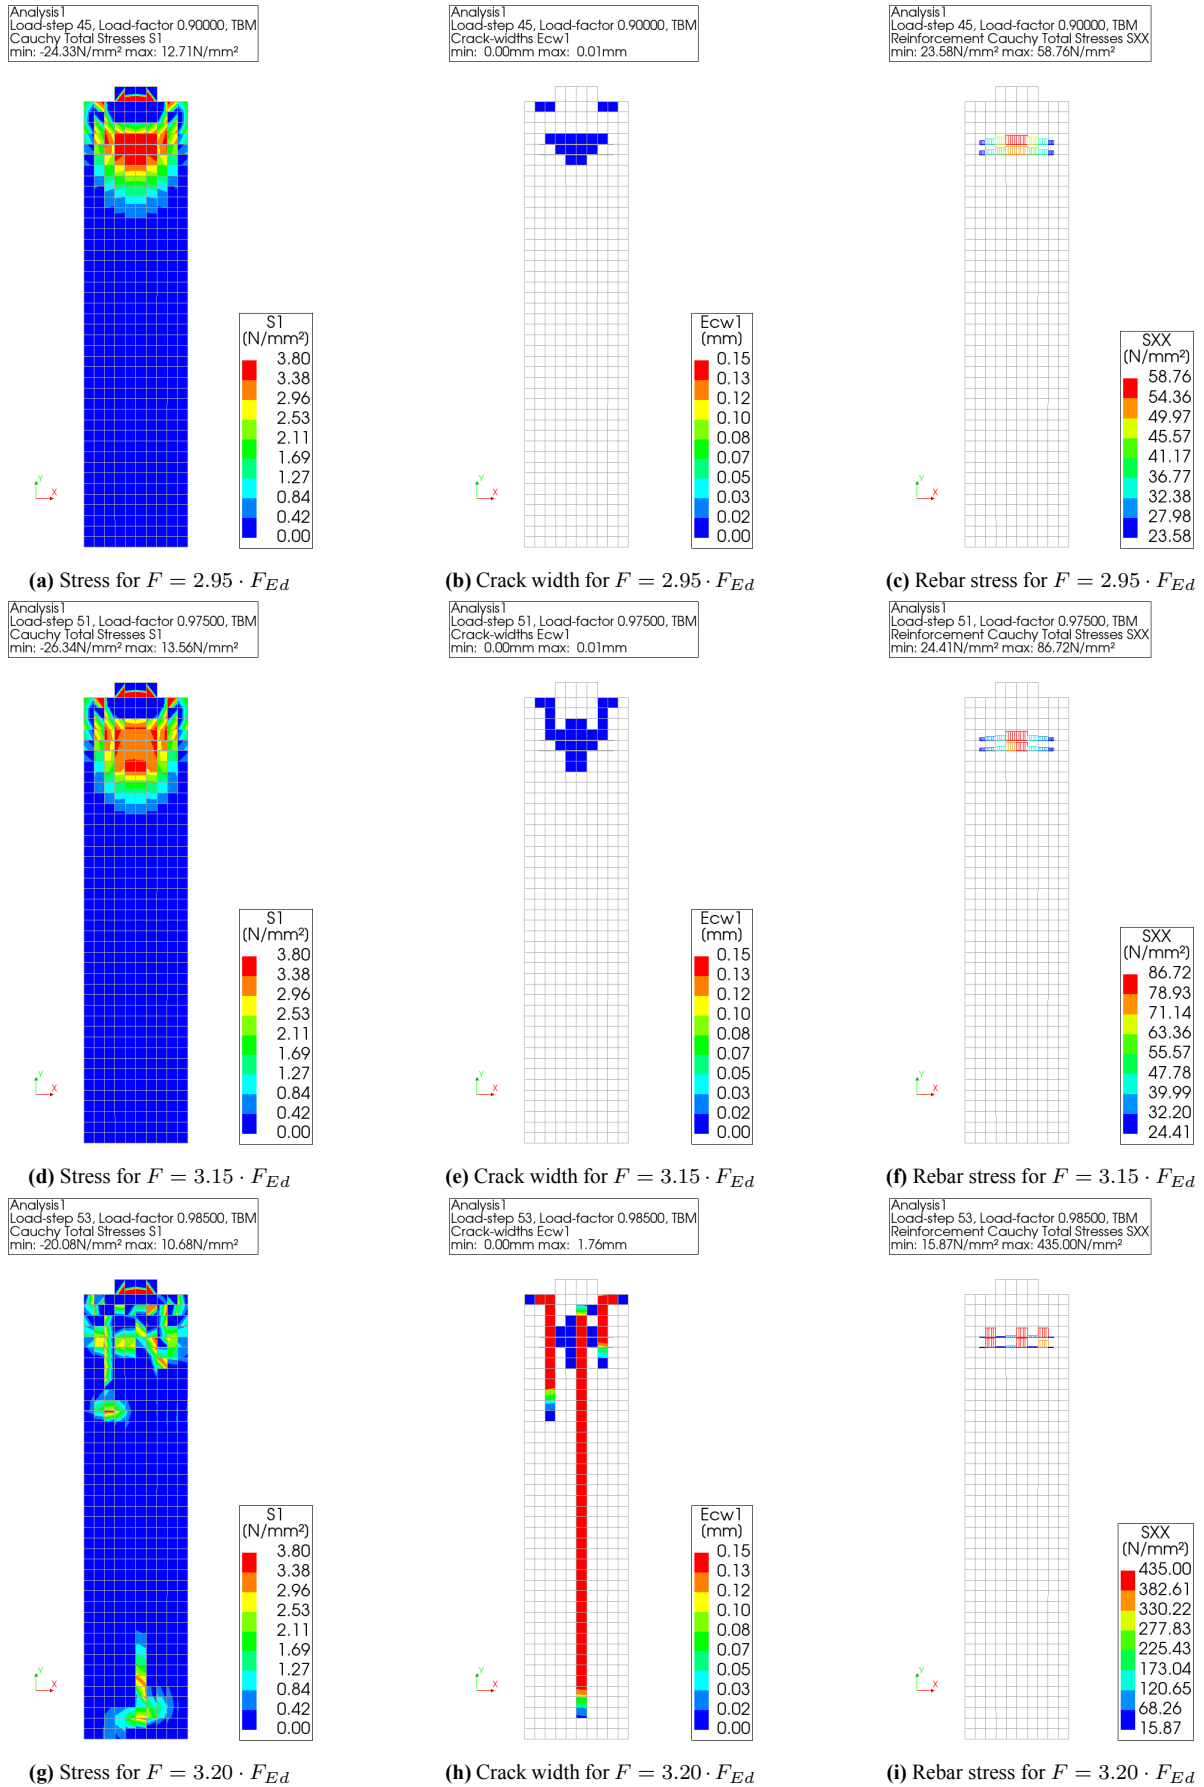 Analysis1
Load-step 45, Load-factor 0.90000, TBM
Cauchy Total Stresses S1
min: -24.33N/mm² max: 12.71N/mm²
Analysis1
Load-step 45, Load-factor 0.90000, TBM
Crack-widths Ecw1
min: 0.00mm max: 0.01mm
Analysis1
Load-step 45, Load-factor 0.90000, TBM
Reinforcement Cauchy Total Stresses SXX
min: 23.58N/mm² max: 58.76N/mm²
S1
(N/mm²)
3.80
3.38
2.96
2.53
2.11
1.69
1.27
0.84
0.42
0.00
Y
X
Ecw1
(mm)
0.15
0.13
0.12
0.10
0.08
0.07
0.05
0.03
0.02
0.00
Y
X
SXX
(N/mm²)
58.76
54.36
49.97
45.57
41.17
36.77
32.38
27.98
23.58
Y
X
(a) Stress for F = 2.95 · F_Ed
(b) Crack width for F = 2.95 · F_Ed
(c) Rebar stress for F = 2.95 · F_Ed
Analysis1
Load-step 51, Load-factor 0.97500, TBM
Cauchy Total Stresses S1
min: -26.34N/mm² max: 13.56N/mm²
Analysis1
Load-step 51, Load-factor 0.97500, TBM
Crack-widths Ecw1
min: 0.00mm max: 0.01mm
Analysis1
Load-step 51, Load-factor 0.97500, TBM
Reinforcement Cauchy Total Stresses SXX
min: 24.41N/mm² max: 86.72N/mm²
S1
(N/mm²)
3.80
3.38
2.96
2.53
2.11
1.69
1.27
0.84
0.42
0.00
Y
X
Ecw1
(mm)
0.15
0.13
0.12
0.10
0.08
0.07
0.05
0.03
0.02
0.00
Y
X
SXX
(N/mm²)
86.72
78.93
71.14
63.36
55.57
47.78
39.99
32.20
24.41
Y
X
(d) Stress for F = 3.15 · F_Ed
(e) Crack width for F = 3.15 · F_Ed
(f) Rebar stress for F = 3.15 · F_Ed
Analysis1
Load-step 53, Load-factor 0.98500, TBM
Cauchy Total Stresses S1
min: -20.08N/mm² max: 10.68N/mm²
Analysis1
Load-step 53, Load-factor 0.98500, TBM
Crack-widths Ecw1
min: 0.00mm max: 1.76mm
Analysis1
Load-step 53, Load-factor 0.98500, TBM
Reinforcement Cauchy Total Stresses SXX
min: 15.87N/mm² max: 435.00N/mm²
S1
(N/mm²)
3.80
3.38
2.96
2.53
2.11
1.69
1.27
0.84
0.42
0.00
Y
X
Ecw1
(mm)
0.15
0.13
0.12
0.10
0.08
0.07
0.05
0.03
0.02
0.00
Y
X
SXX
(N/mm²)
435.00
382.61
330.22
277.83
225.43
173.04
120.65
68.26
15.87
Y
X
(g) Stress for F = 3.20 · F_Ed
(h) Crack width for F = 3.20 · F_Ed
(i) Rebar stress for F = 3.20 · F_Ed